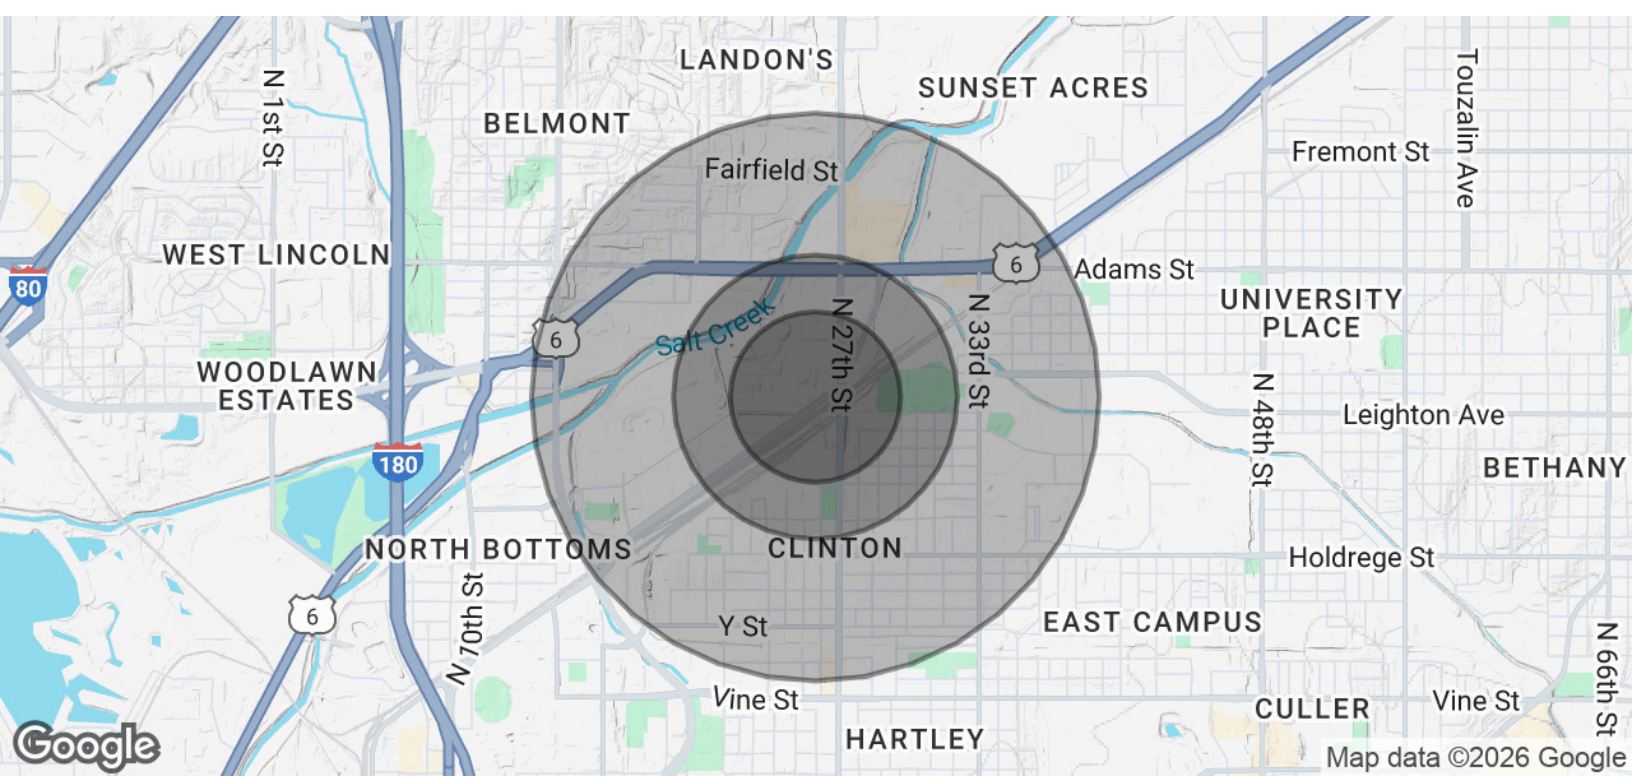 LANDON'S
SUNSET ACRES
N 1st St
Touzalin Ave
BELMONT
Fremont St
Fairfield St
WEST LINCOLN
80
6
Adams St
UNIVERSITY
PLACE
Salt Creek
N 27th St
N 33rd St
6
WOODLAWN
ESTATES
N 48th St
Leighton Ave
180
BETHANY
NORTH BOTTOMS
CLINTON
Holdrege St
6
N 70th St
Y St
EAST CAMPUS
N 66th St
Vine St
CULLER
Vine St
HARTLEY
Google
Map data ©2026 Google